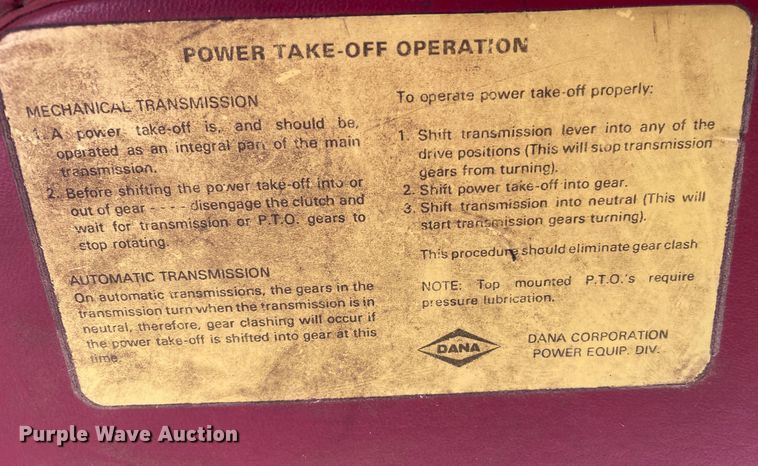 POWER TAKE-OFF OPERATION
MECHANICAL TRANSMISSION
1. A power take-off is, and should be,
operated as an integral part of the main
transmission.
2. Before shifting the power take-off into or
out of gear - - - - disengage the clutch and
wait for transmission or P.T.O. gears to
stop rotating.
AUTOMATIC TRANSMISSION
On automatic transmissions, the gears in the
transmission turn when the transmission is in
neutral, therefore, gear clashing will occur if
the power take-off is shifted into gear at this
time.
To operate power take-off properly:
1. Shift transmission lever into any of the
drive positions (This will stop transmission
gears from turning).
2. Shift power take-off into gear.
3. Shift transmission into neutral (This will
start transmission gears turning).
This procedure should eliminate gear clash
NOTE: Top mounted P.T.O.'s require
pressure lubrication.
DANA
DANA CORPORATION
POWER EQUIP. DIV.
Purple Wave Auction